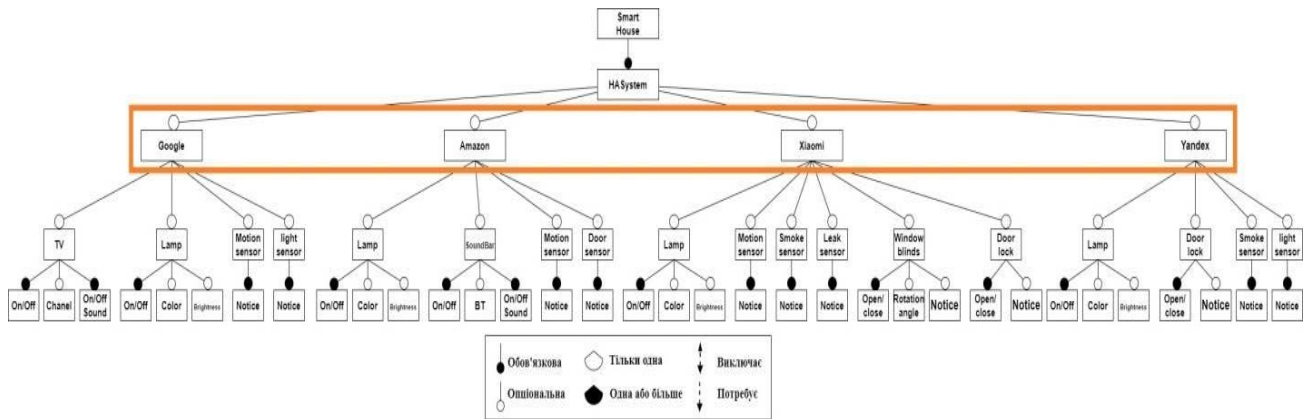 Smart
House
HASystem
Google
Amazon
Xiaomi
Yandex
TV
Lamp
Motion
sensor
light
sensor
Lamp
SoundBar
Motion
sensor
Door
sensor
Lamp
Motion
sensor
Smoke
sensor
Leak
sensor
Window
blinds
Door
lock
Lamp
Door
lock
Smoke
sensor
light
sensor
On/Off
Chanel
On/Off
Sound
On/Off
Color
Brightness
Notice
Notice
On/Off
Color
Brightness
On/Off
BT
On/Off
Sound
Notice
Notice
On/Off
Color
Brightness
Notice
Notice
Notice
Open/
close
Rotation
angle
Notice
Open/
close
Notice
On/Off
Color
Brightness
Open/
close
Notice
Notice
Notice
Обов'язкова
Тільки одна
Виключає
Опціональна
Одна або більше
Потребує